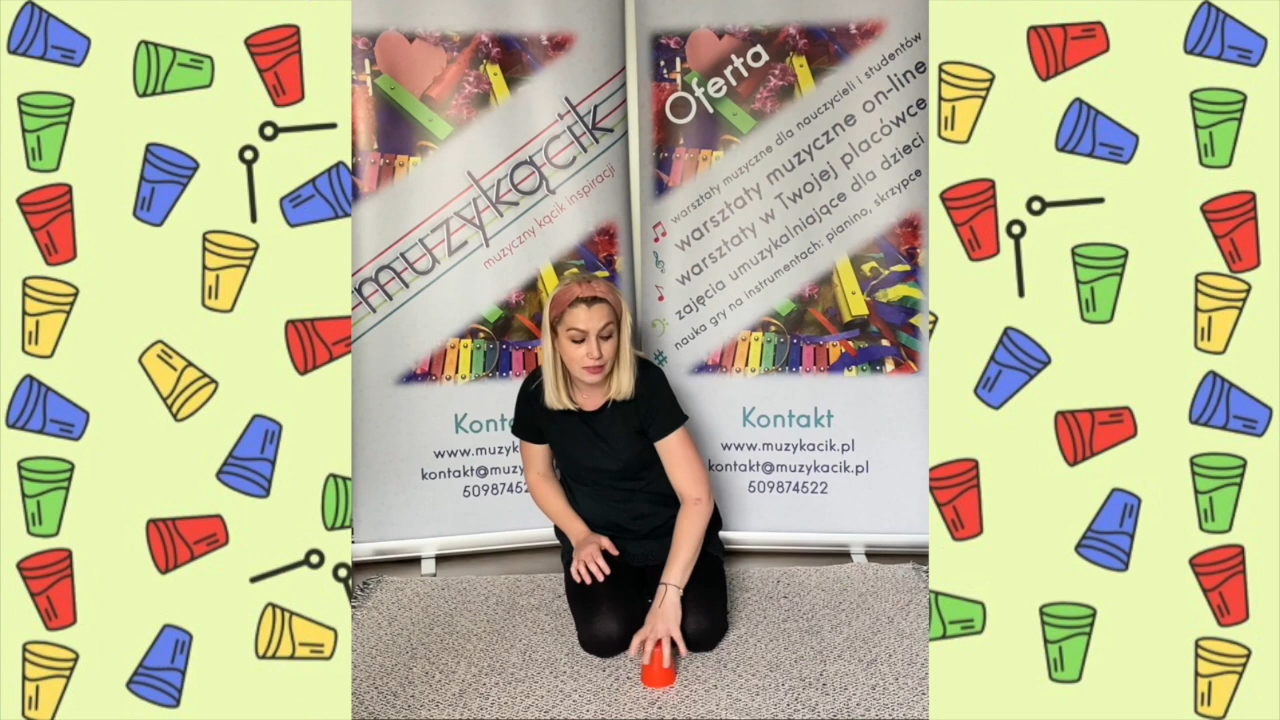 muzykącik
muzyczny kącik inspiracji
Kont
www.muzyk
kontakt@muzy
5098745
Oferta
warsztaty muzyczne dla nauczycieli i studentów
warsztaty muzyczne on-line
warsztaty w Twojej placówce
zajęcia umuzykalniające dla dzieci
nauka gry na instrumentach: pianino, skrzypce
Kontakt
www.muzykacik.pl
kontakt@muzykacik.pl
509874522